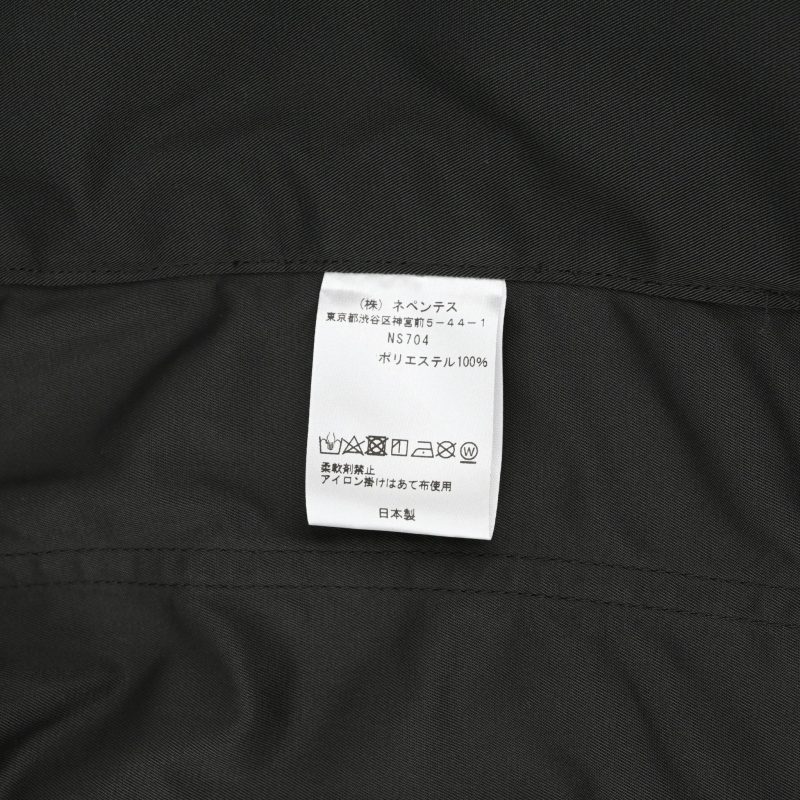 (株) ネペンテス
東京都渋谷区神宮前5-44-1
NS704
ポリエステル100%
W
柔軟剤禁止
アイロン掛けはあて布使用
日本製